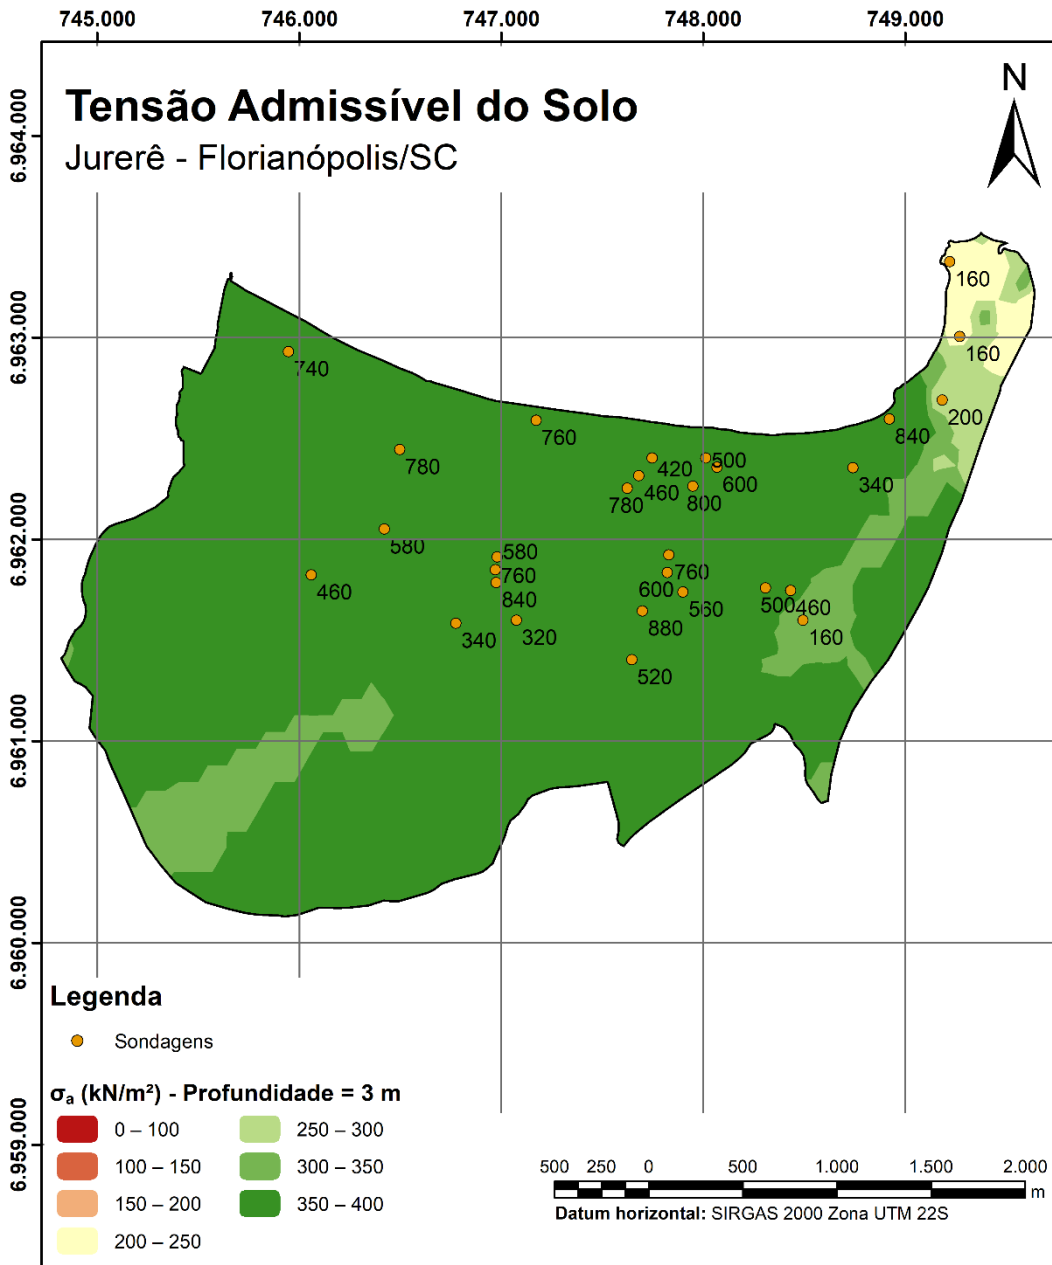 745.000 746.000 747.000 748.000 749.000
Tensão Admissível do Solo
Jurerê - Florianópolis/SC
N
6.964.000
6.963.000
6.962.000
6.961.000
6.960.000
6.959.000
160
160
740
200
760
840
780
420
500
460
600
340
780
800
580
580
760
760
460
600
840
560
500
460
340
320
880
160
520
Legenda
Sondagens
σa (kN/m²) - Profundidade = 3 m
0 – 100
100 – 150
150 – 200
200 – 250
250 – 300
300 – 350
350 – 400
500 250 0 500 1.000 1.500 2.000
m
Datum horizontal: SIRGAS 2000 Zona UTM 22S